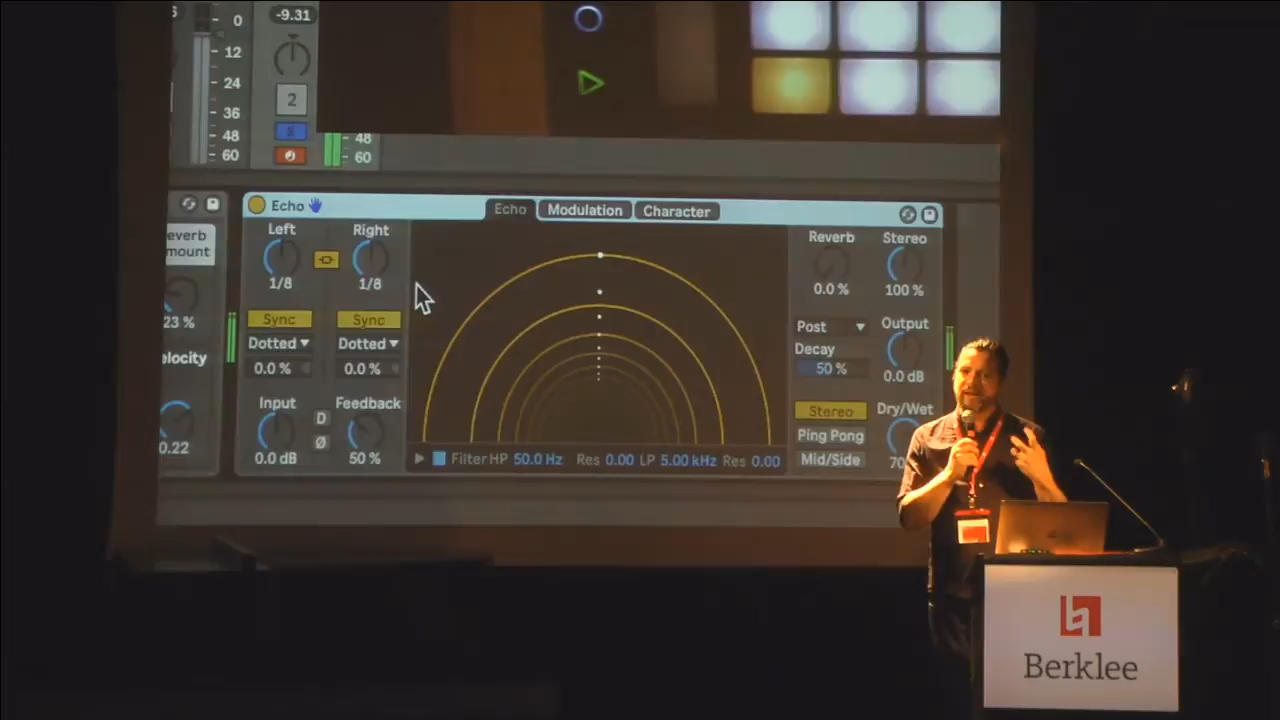 -9.31
0
12
24
36
48
60
2
S
48
60
everb
mount
23 %
elocity
0.22
Echo
Echo Modulation Character
Left Right
1/8 1/8
Sync Sync
Dotted Dotted
0.0 % 0.0 %
Input D Feedback
Ø
0.0 dB 50 %
Filter HP 50.0 Hz Res 0.00 LP 5.00 kHz Res 0.00
Reverb Stereo
0.0 % 100 %
Post Output
Decay
50 % 0.0 dB
Stereo Dry/Wet
Ping Pong
Mid/Side 70
Berklee